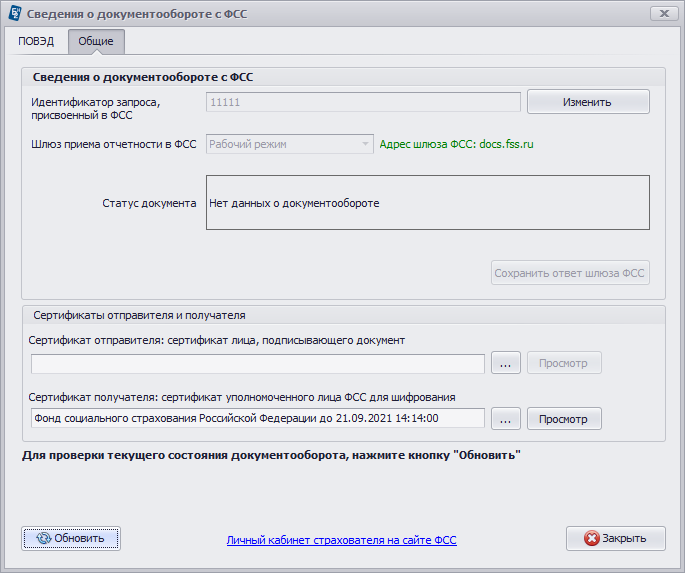 Сведения о документообороте с ФСС
ПОВЭД
Общие
Сведения о документообороте с ФСС
Идентификатор запроса,
присвоенный в ФСС
11111
Изменить
Шлюз приема отчетности в ФСС
Рабочий режим
Адрес шлюза ФСС: docs.fss.ru
Статус документа
Нет данных о документообороте
Сохранить ответ шлюза ФСС
Сертификаты отправителя и получателя
Сертификат отправителя: сертификат лица, подписывающего документ
...
Просмотр
Сертификат получателя: сертификат уполномоченного лица ФСС для шифрования
Фонд социального страхования Российской Федерации до 21.09.2021 14:14:00
...
Просмотр
Для проверки текущего состояния документооборота, нажмите кнопку "Обновить"
Обновить
Личный кабинет страхователя на сайте ФСС
Закрыть